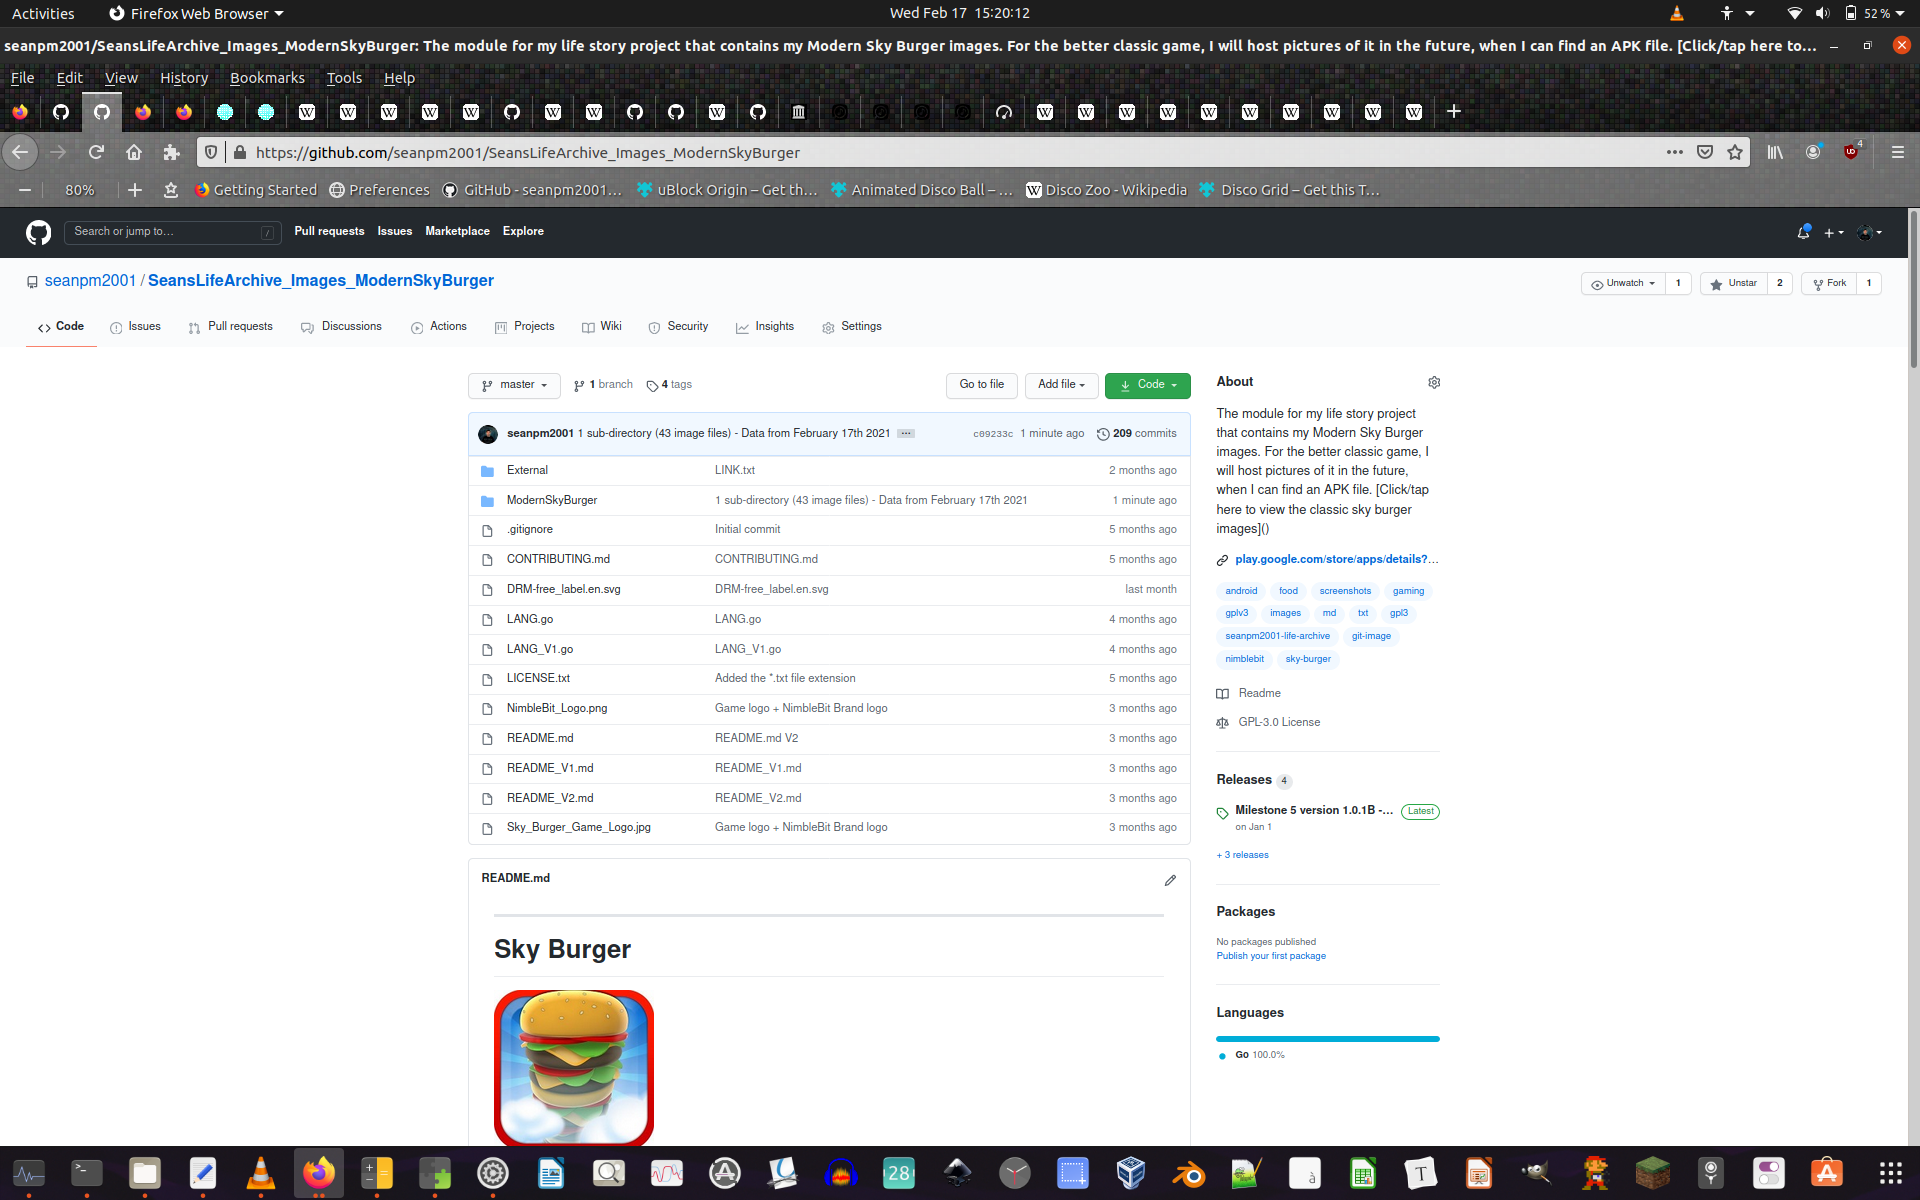 Activities Firefox Web Browser Wed Feb 17 15:20:12 52 %
seanpm2001/SeansLifeArchive_Images_ModernSkyBurger: The module for my life story project that contains my Modern Sky Burger images. For the better classic game, I will host pictures of it in the future, when I can find an APK file. [Click/tap here to…
File Edit View History Bookmarks Tools Help
https://github.com/seanpm2001/SeansLifeArchive_Images_ModernSkyBurger 4
80% Getting Started Preferences GitHub - seanpm2001… uBlock Origin – Get th… Animated Disco Ball – … Disco Zoo - Wikipedia Disco Grid – Get this T…
Search or jump to… / Pull requests Issues Marketplace Explore
seanpm2001 / SeansLifeArchive_Images_ModernSkyBurger Unwatch 1 Unstar 2 Fork 1
Code Issues Pull requests Discussions Actions Projects Wiki Security Insights Settings
master 1 branch 4 tags Go to file Add file Code
seanpm2001 1 sub-directory (43 image files) - Data from February 17th 2021 … c09233c 1 minute ago 209 commits
External LINK.txt 2 months ago
ModernSkyBurger 1 sub-directory (43 image files) - Data from February 17th 2021 1 minute ago
.gitignore Initial commit 5 months ago
CONTRIBUTING.md CONTRIBUTING.md 5 months ago
DRM-free_label.en.svg DRM-free_label.en.svg last month
LANG.go LANG.go 4 months ago
LANG_V1.go LANG_V1.go 4 months ago
LICENSE.txt Added the *.txt file extension 5 months ago
NimbleBit_Logo.png Game logo + NimbleBit Brand logo 3 months ago
README.md README.md V2 3 months ago
README_V1.md README_V1.md 3 months ago
README_V2.md README_V2.md 3 months ago
Sky_Burger_Game_Logo.jpg Game logo + NimbleBit Brand logo 3 months ago
README.md
Sky Burger
About
The module for my life story project
that contains my Modern Sky Burger
images. For the better classic game, I
will host pictures of it in the future,
when I can find an APK file. [Click/tap
here to view the classic sky burger
images]()
play.google.com/store/apps/details?…
android food screenshots gaming
gplv3 images md txt gpl3
seanpm2001-life-archive git-image
nimblebit sky-burger
Readme
GPL-3.0 License
Releases 4
Milestone 5 version 1.0.1B -… Latest
on Jan 1
+ 3 releases
Packages
No packages published
Publish your first package
Languages
Go 100.0%
28